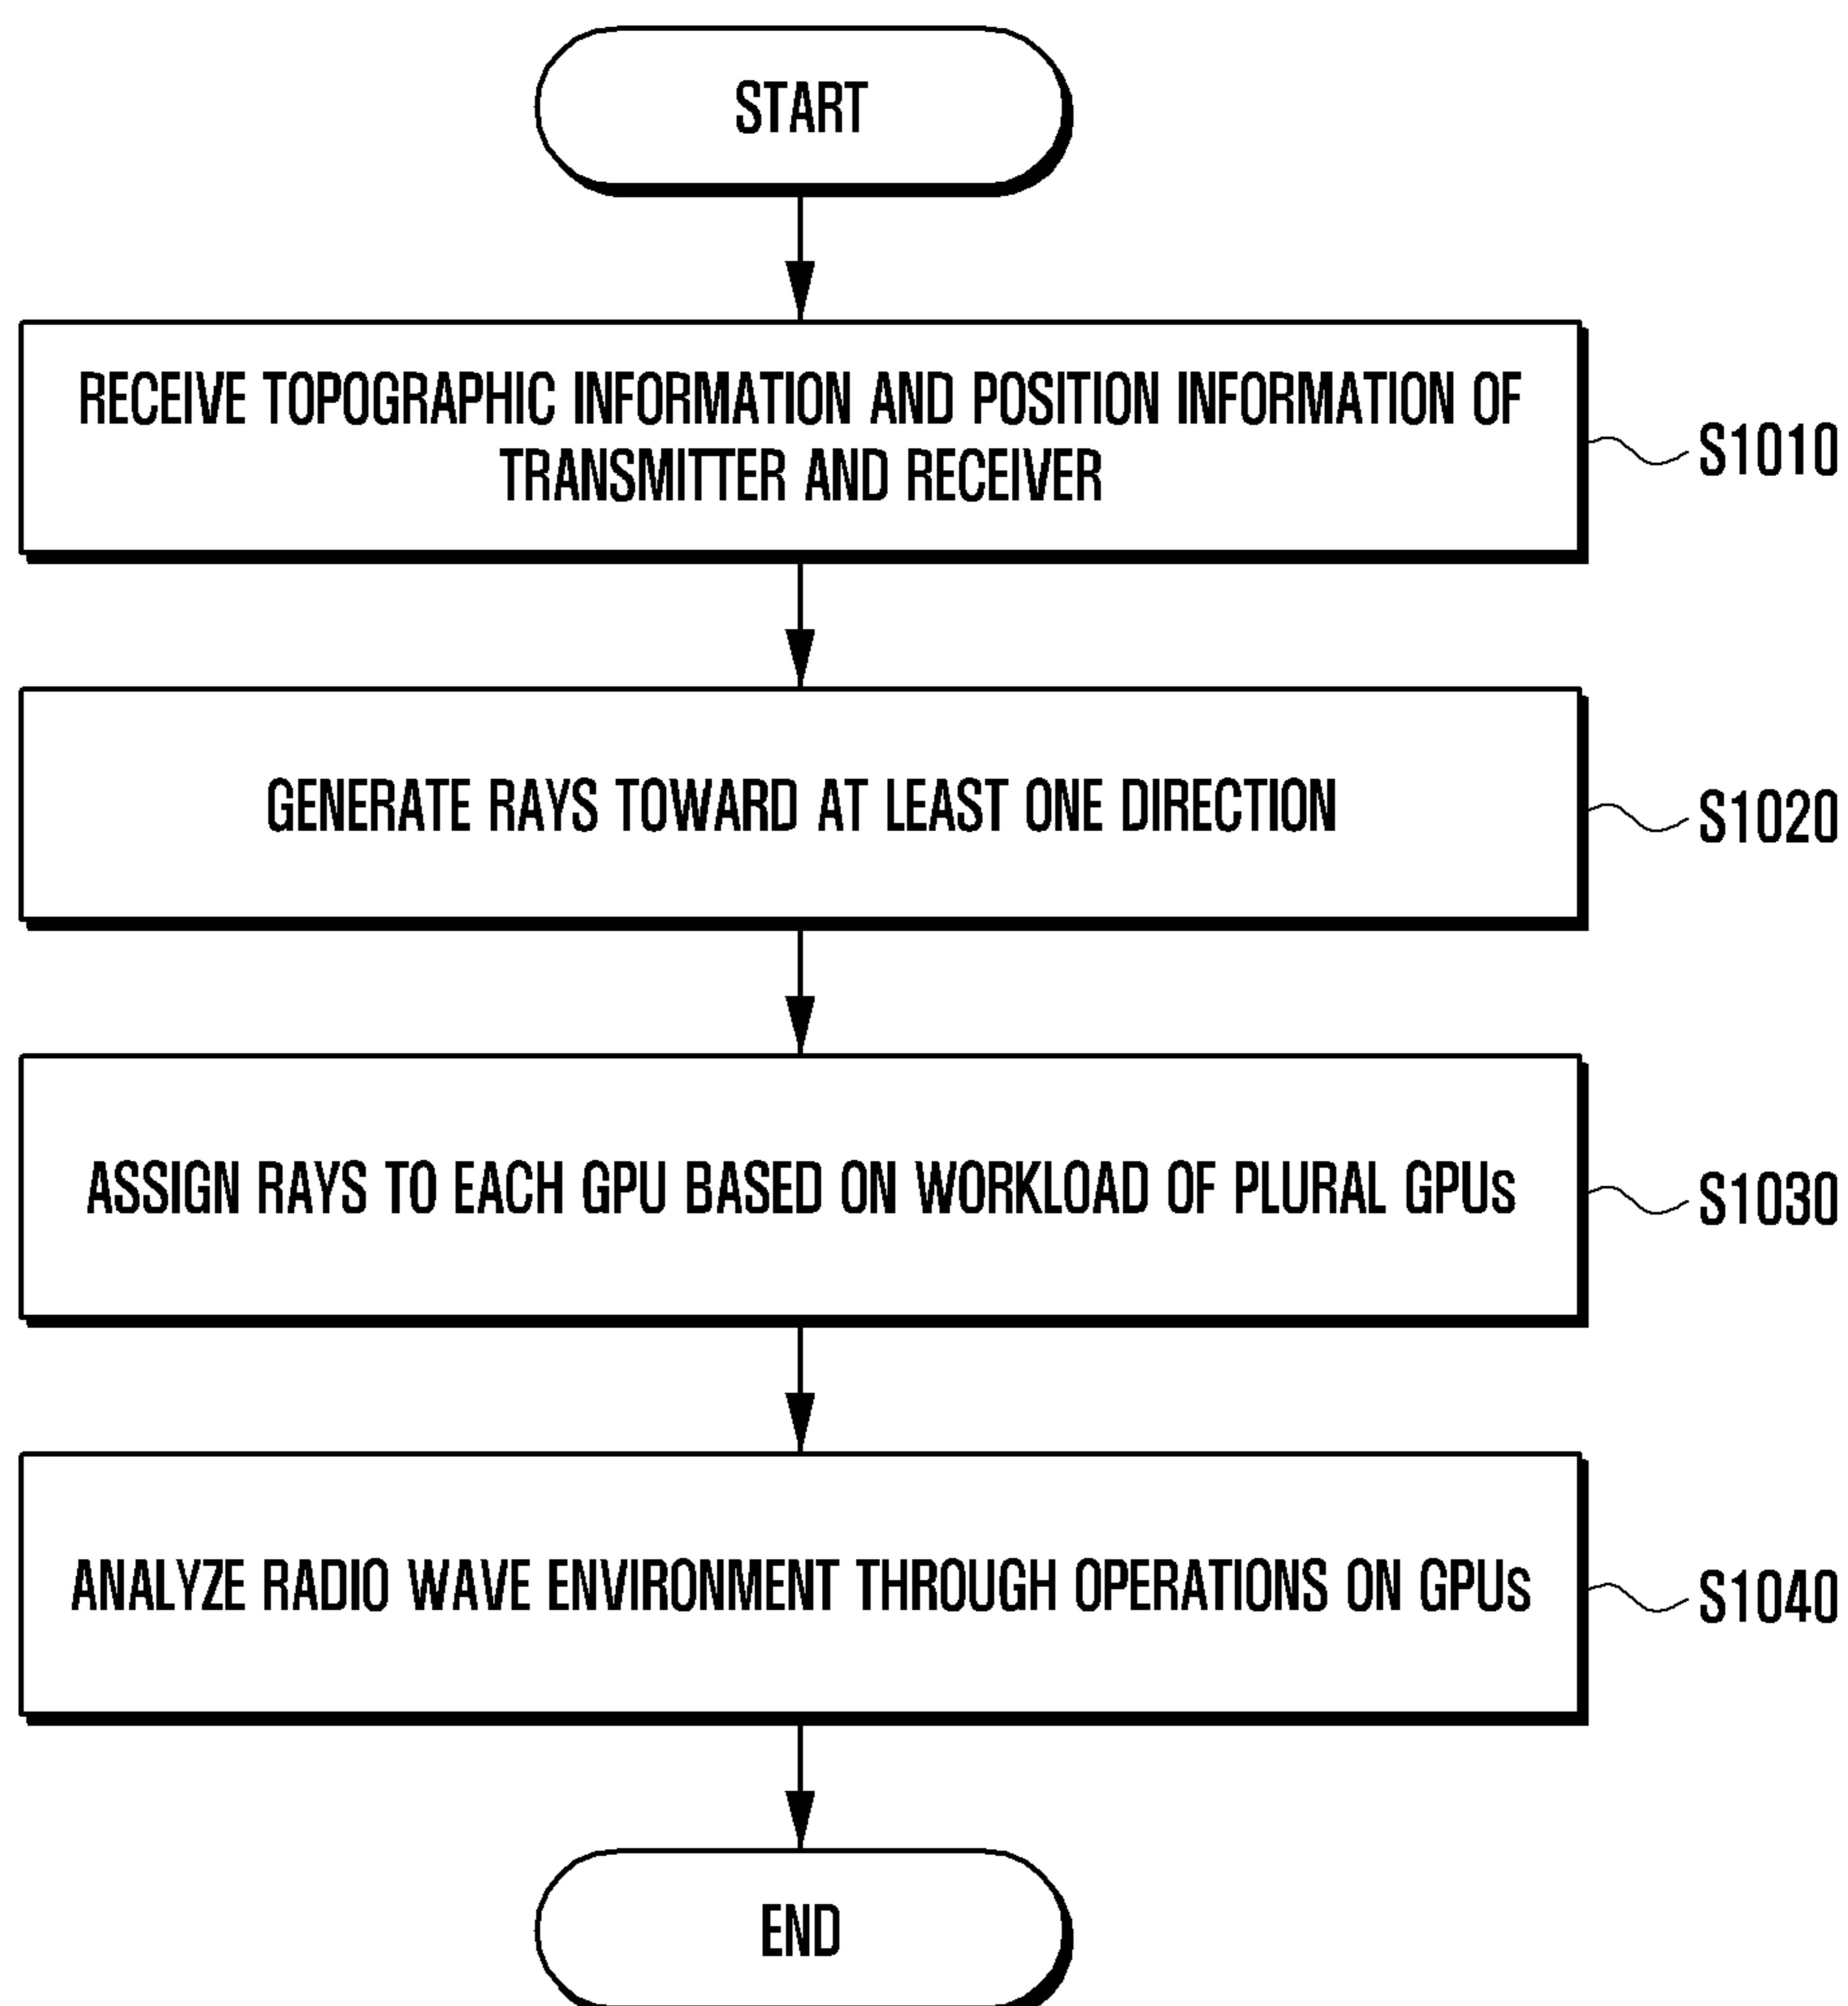 START
RECEIVE TOPOGRAPHIC INFORMATION AND POSITION INFORMATION OF
TRANSMITTER AND RECEIVER
S1010
GENERATE RAYS TOWARD AT LEAST ONE DIRECTION
S1020
ASSIGN RAYS TO EACH GPU BASED ON WORKLOAD OF PLURAL GPUs
S1030
ANALYZE RADIO WAVE ENVIRONMENT THROUGH OPERATIONS ON GPUs
S1040
END